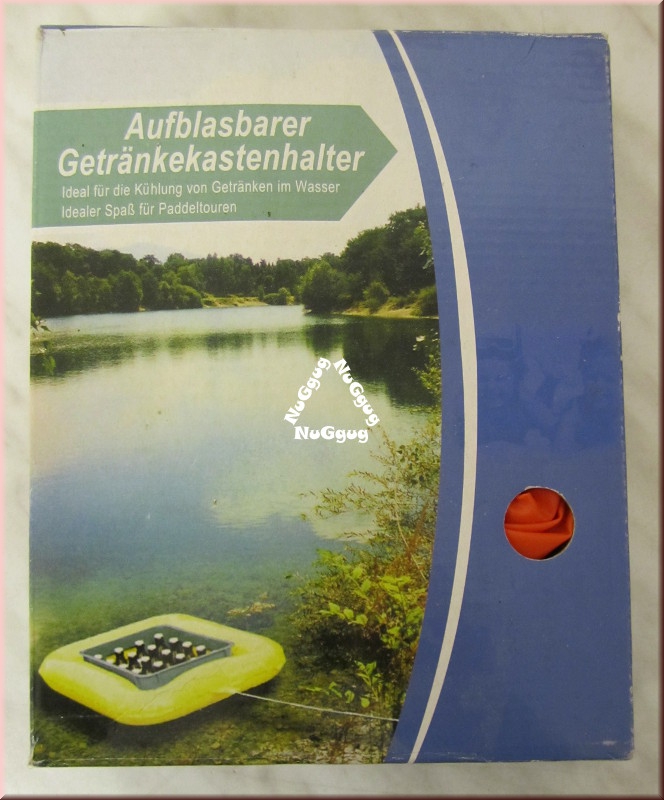 Aufblasbarer
Getränkekastenhalter
Ideal für die Kühlung von Getränken im Wasser
Idealer Spaß für Paddeltouren
NuGgug
NuGgug
NuGgug